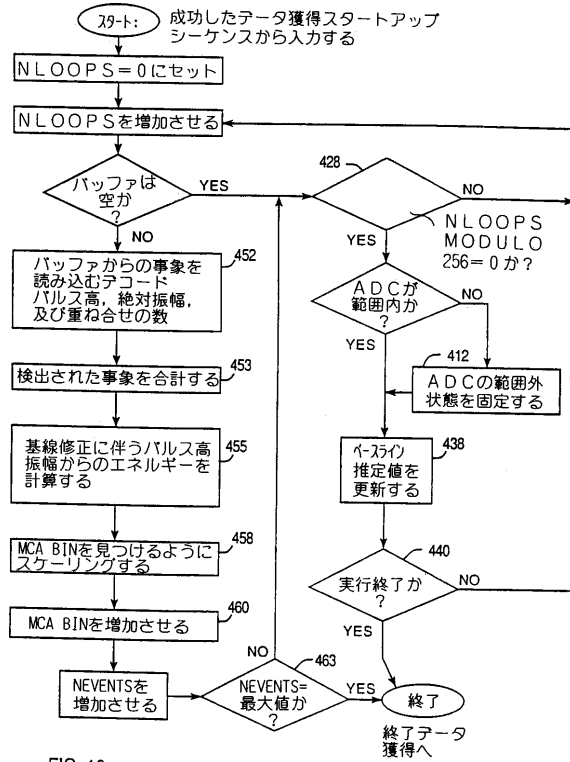 スタート:
成功したデータ獲得スタートアップ
シーケンスから入力する
NLOOPS=0にセット
NLOOPSを増加させる
バッファは
空か
?
YES
NO
バッファからの事象を
読み込むデコード
パルス高,絶対振幅,
及び重ね合せの数
452
検出された事象を合計する
453
基線修正に伴うパルス高
振幅からのエネルギーを
計算する
455
MCA BINを見つけるように
スケーリングする
458
MCA BINを増加させる
460
NEVENTSを
増加させる
NEVENTS=
最大値か
?
463
NO
YES
428
NO
YES
NLOOPS
MODULO
256=0か?
ADCが
範囲内か
?
NO
YES
412
ADCの範囲外
状態を固定する
ベースライン
推定値を
更新する
438
実行終了か
?
440
NO
YES
終了
終了データ
獲得へ